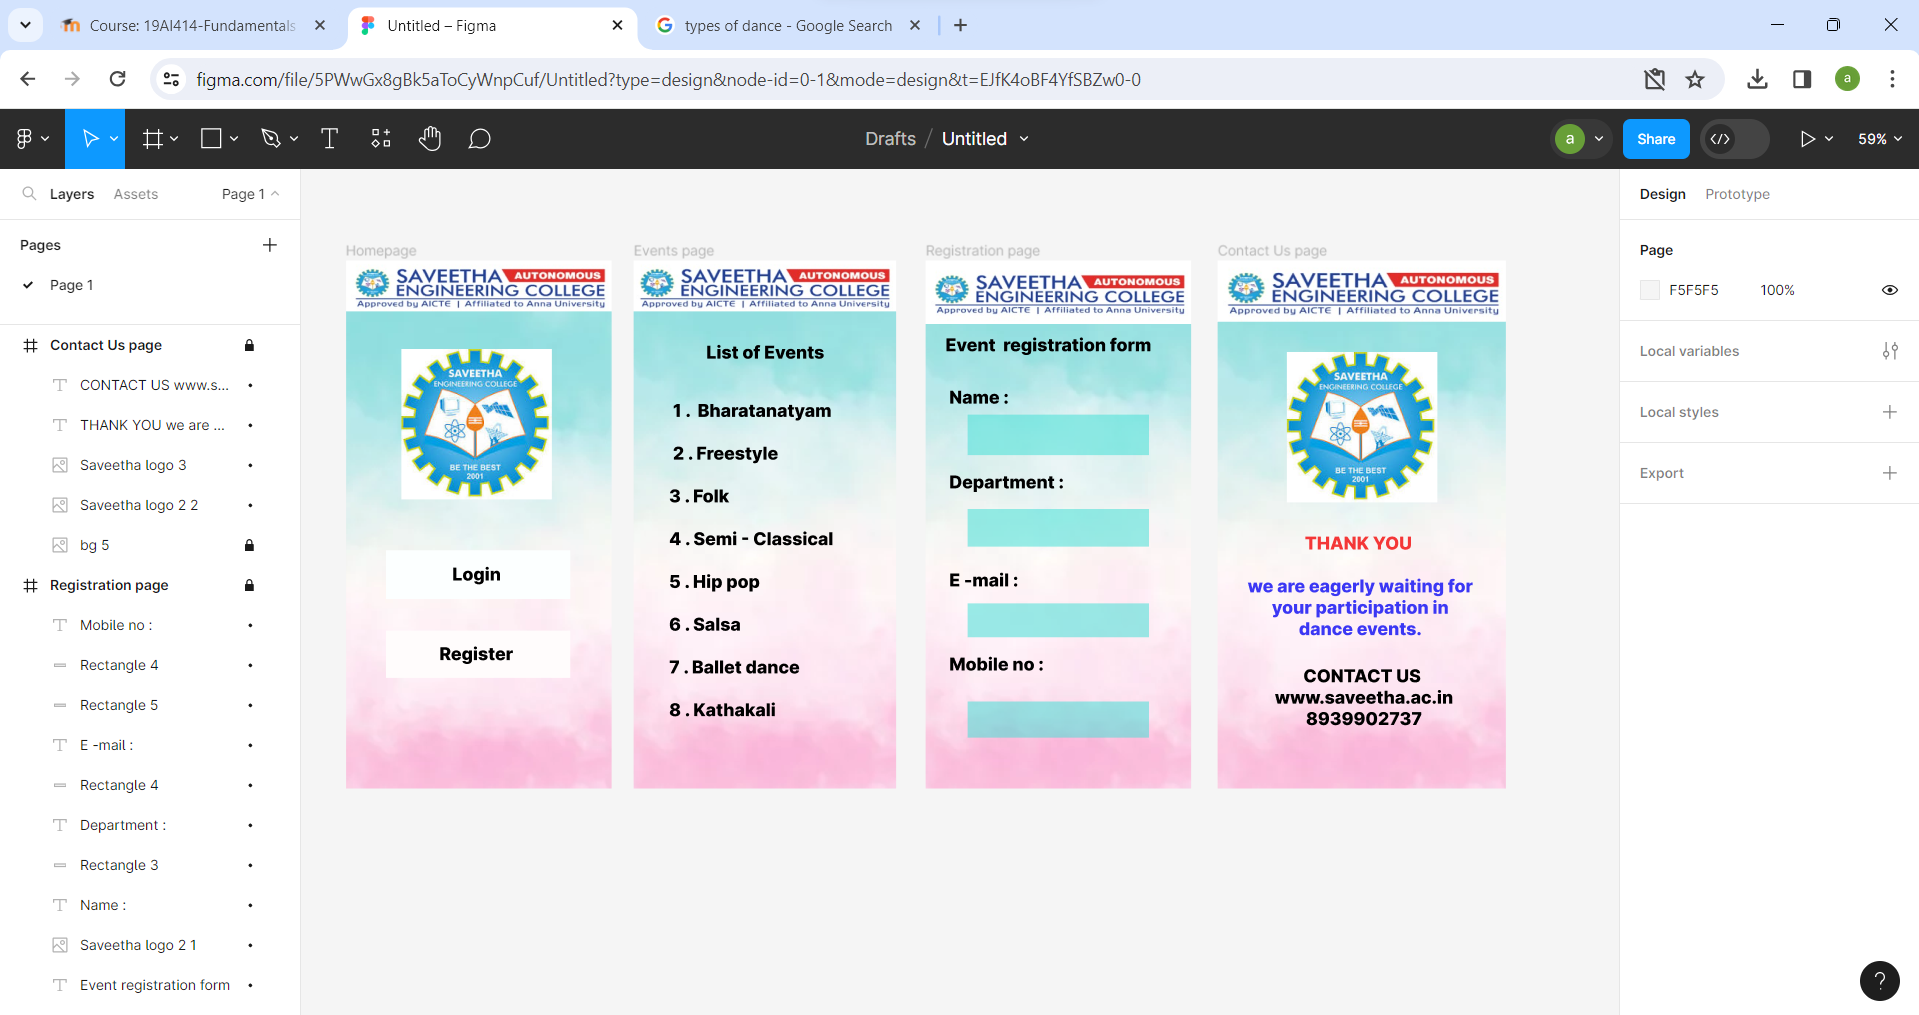 Course: 19AI414-Fundamentals
Untitled – Figma
types of dance - Google Search
figma.com/file/5PWwGx8gBk5aToCyWnpCuf/Untitled?type=design&node-id=0-1&mode=design&t=EJfK4oBF4YfSBZw0-0
a
Drafts / Untitled
a
Share
59%
Layers
Assets
Page 1
Pages
Page 1
Contact Us page
CONTACT US www.s...
THANK YOU we are ...
Saveetha logo 3
Saveetha logo 2 2
bg 5
Registration page
Mobile no :
Rectangle 4
Rectangle 5
E -mail :
Rectangle 4
Department :
Rectangle 3
Name :
Saveetha logo 2 1
Event registration form
Homepage
SAVEETHA AUTONOMOUS
ENGINEERING COLLEGE
Approved by AICTE | Affiliated to Anna University
SAVEETHA
ENGINEERING COLLEGE
BE THE BEST
2001
Login
Register
Events page
SAVEETHA AUTONOMOUS
ENGINEERING COLLEGE
Approved by AICTE | Affiliated to Anna University
List of Events
1 . Bharatanatyam
2 . Freestyle
3 . Folk
4 . Semi - Classical
5 . Hip pop
6 . Salsa
7 . Ballet dance
8 . Kathakali
Registration page
SAVEETHA AUTONOMOUS
ENGINEERING COLLEGE
Approved by AICTE | Affiliated to Anna University
Event registration form
Name :
Department :
E -mail :
Mobile no :
Contact Us page
SAVEETHA AUTONOMOUS
ENGINEERING COLLEGE
Approved by AICTE | Affiliated to Anna University
SAVEETHA
ENGINEERING COLLEGE
BE THE BEST
2001
THANK YOU
we are eagerly waiting for
your participation in
dance events.
CONTACT US
www.saveetha.ac.in
8939902737
Design
Prototype
Page
F5F5F5
100%
Local variables
Local styles
Export
?